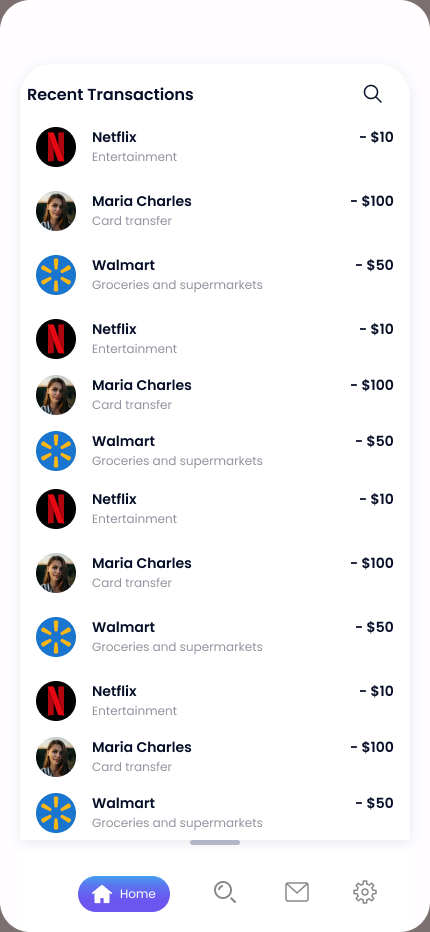 Recent Transactions
Netflix - $10
Entertainment
Maria Charles - $100
Card transfer
Walmart - $50
Groceries and supermarkets
Netflix - $10
Entertainment
Maria Charles - $100
Card transfer
Walmart - $50
Groceries and supermarkets
Netflix - $10
Entertainment
Maria Charles - $100
Card transfer
Walmart - $50
Groceries and supermarkets
Netflix - $10
Entertainment
Maria Charles - $100
Card transfer
Walmart - $50
Groceries and supermarkets
Home